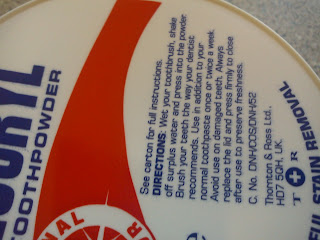 TOOTHPOWDER
See carton for full instructions.
DIRECTIONS: Wet your toothbrush, shake
off surplus water and press into the powder
Brush your teeth the way your dentist
recommends. Use in addition to your
normal toothpaste once or twice a week.
Avoid use on damaged teeth. Always
replace the lid and press firmly to close
after use to preserve freshness.
C. No. DNH/CDS/DNH52
Thornton & Ross Ltd.,
HD7 5QH, UK.
T R
STAIN REMOVAL